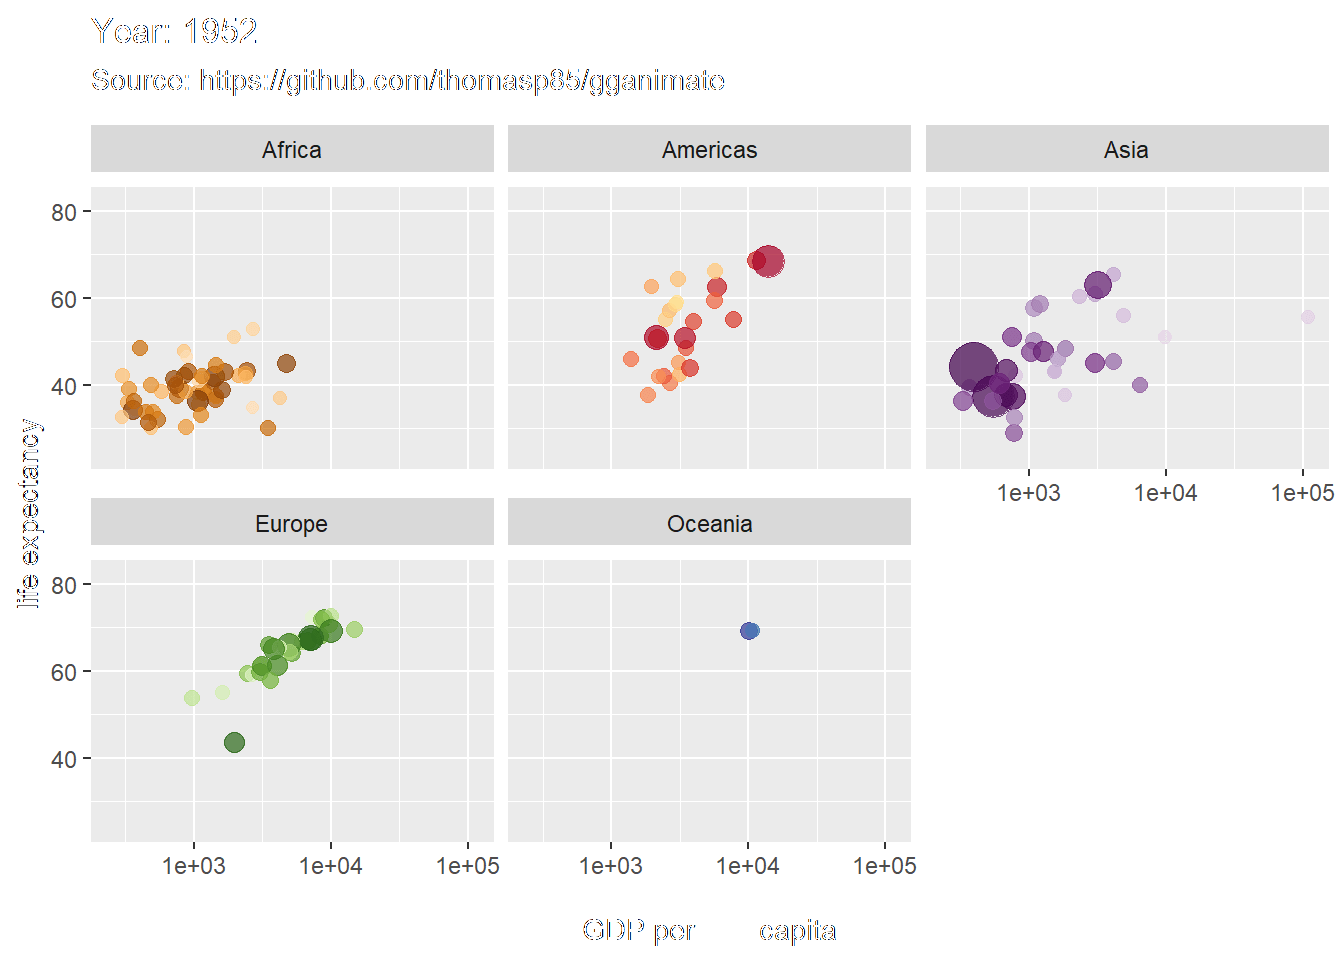 Year: 1952
Source: https://github.com/thomasp85/gganimate
Africa
Americas
Asia
80
60
40
1e+03 1e+04 1e+05
Europe
Oceania
80
60
40
1e+03 1e+04 1e+05
1e+03 1e+04 1e+05
life expectancy
GDP per capita